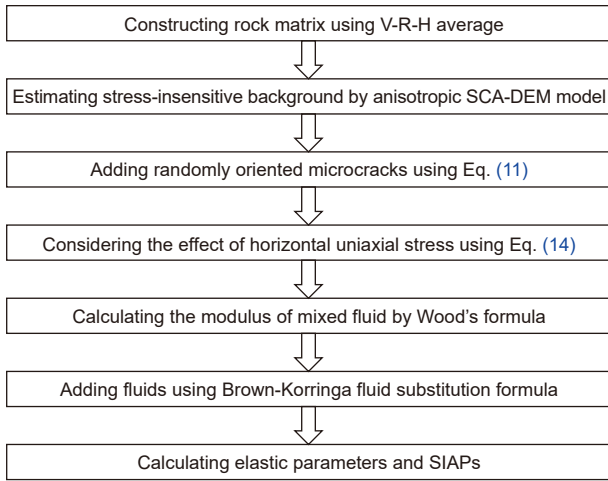 Constructing rock matrix using V-R-H average
Estimating stress-insensitive background by anisotropic SCA-DEM model
Adding randomly oriented microcracks using Eq. (11)
Considering the effect of horizontal uniaxial stress using Eq. (14)
Calculating the modulus of mixed fluid by Wood's formula
Adding fluids using Brown-Korringa fluid substitution formula
Calculating elastic parameters and SIAPs